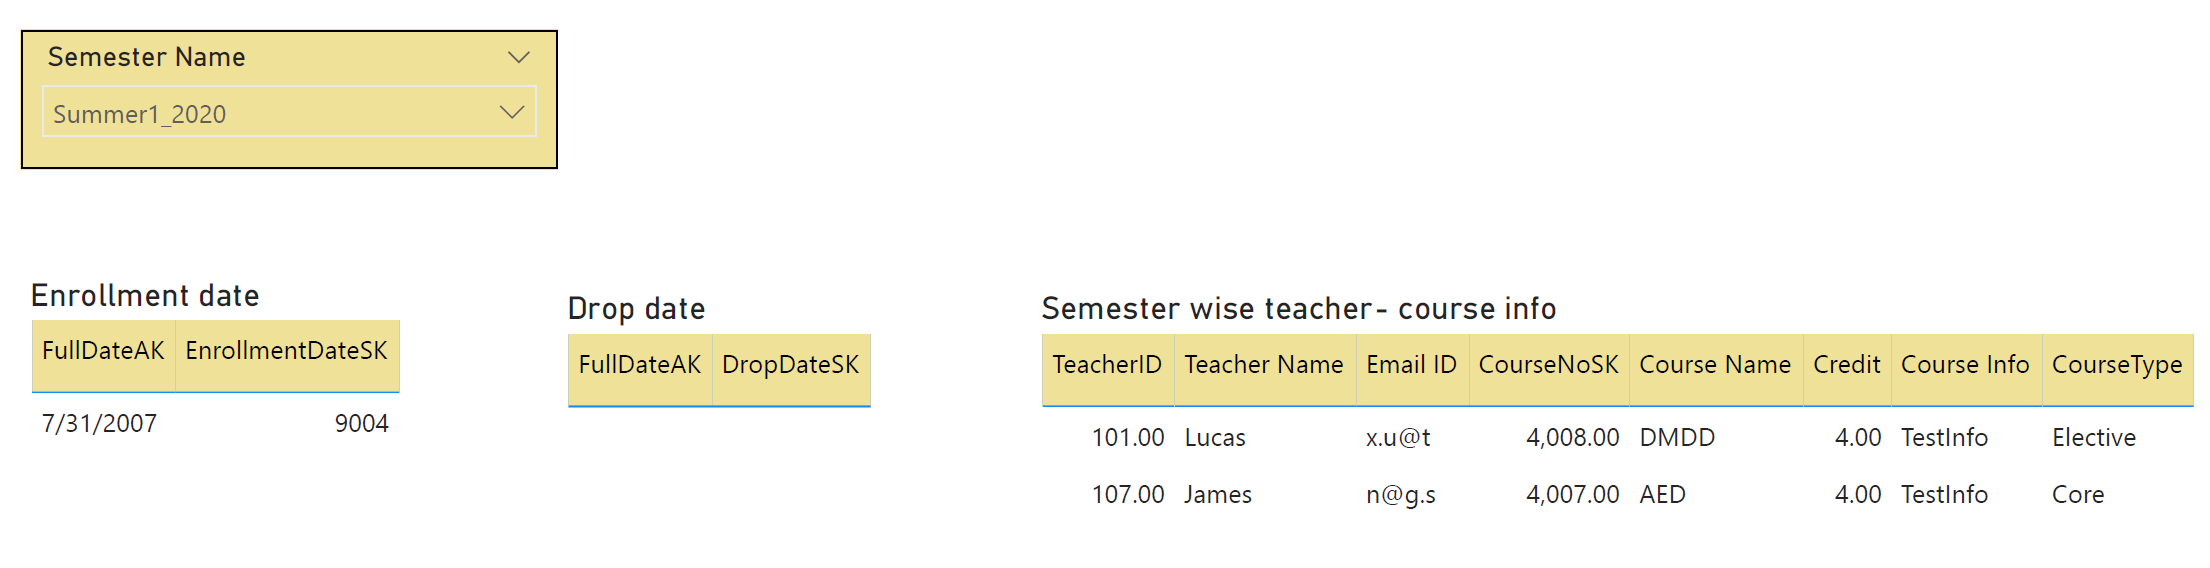 Semester Name
Summer1_2020
Enrollment date
FullDateAK EnrollmentDateSK
7/31/2007 9004
Drop date
FullDateAK DropDateSK
Semester wise teacher- course info
TeacherID Teacher Name Email ID CourseNoSK Course Name Credit Course Info CourseType
101.00 Lucas x.u@t 4,008.00 DMDD 4.00 TestInfo Elective
107.00 James n@g.s 4,007.00 AED 4.00 TestInfo Core